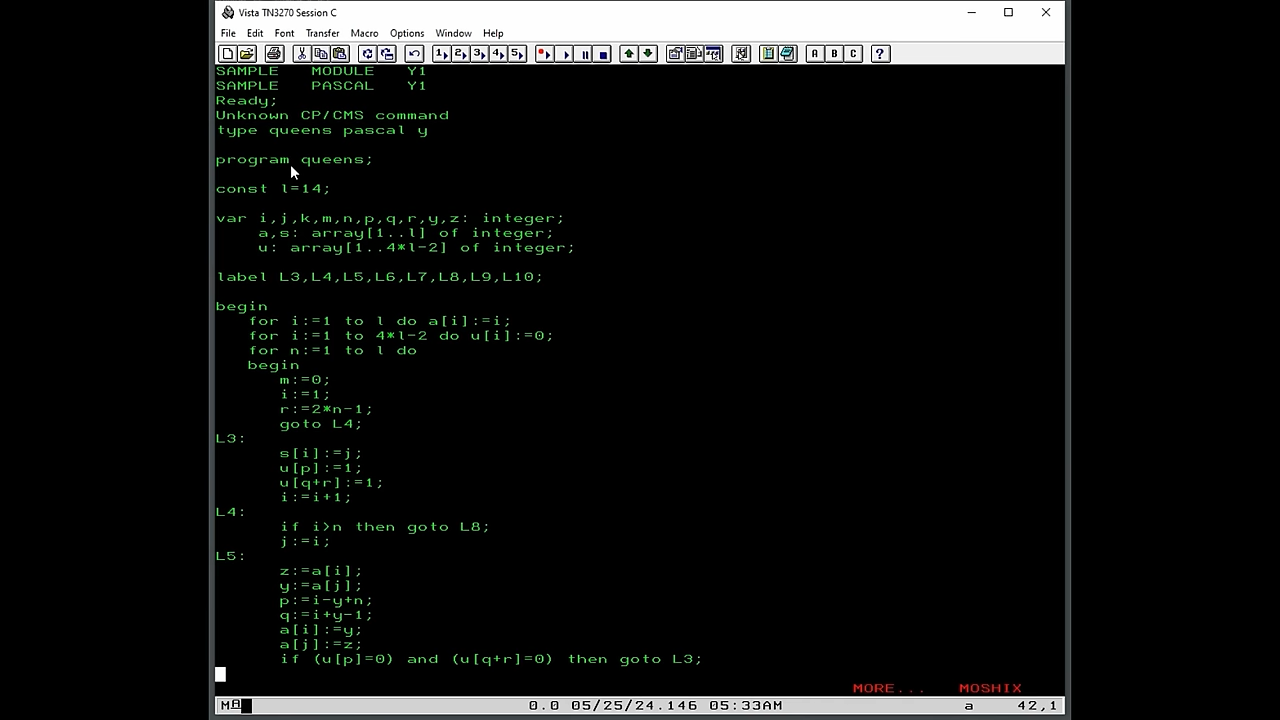 Vista TN3270 Session C
File Edit Font Transfer Macro Options Window Help
1 2 3 4 5 A B C ?
SAMPLE MODULE Y1
SAMPLE PASCAL Y1
Ready;
Unknown CP/CMS command
type queens pascal y
program queens;
const l=14;
var i,j,k,m,n,p,q,r,y,z: integer;
a,s: array[1..l] of integer;
u: array[1..4*l-2] of integer;
label L3,L4,L5,L6,L7,L8,L9,L10;
begin
for i:=1 to l do a[i]:=i;
for i:=1 to 4*l-2 do u[i]:=0;
for n:=1 to l do
begin
m:=0;
i:=1;
r:=2*n-1;
goto L4;
L3:
s[i]:=j;
u[p]:=1;
u[q+r]:=1;
i:=i+1;
L4:
if i>n then goto L8;
j:=i;
L5:
z:=a[i];
y:=a[j];
p:=i-y+n;
q:=i+y-1;
a[i]:=y;
a[j]:=z;
if (u[p]=0) and (u[q+r]=0) then goto L3;
MORE... MOSHIX
0.0 05/25/24.146 05:33AM a 42,1